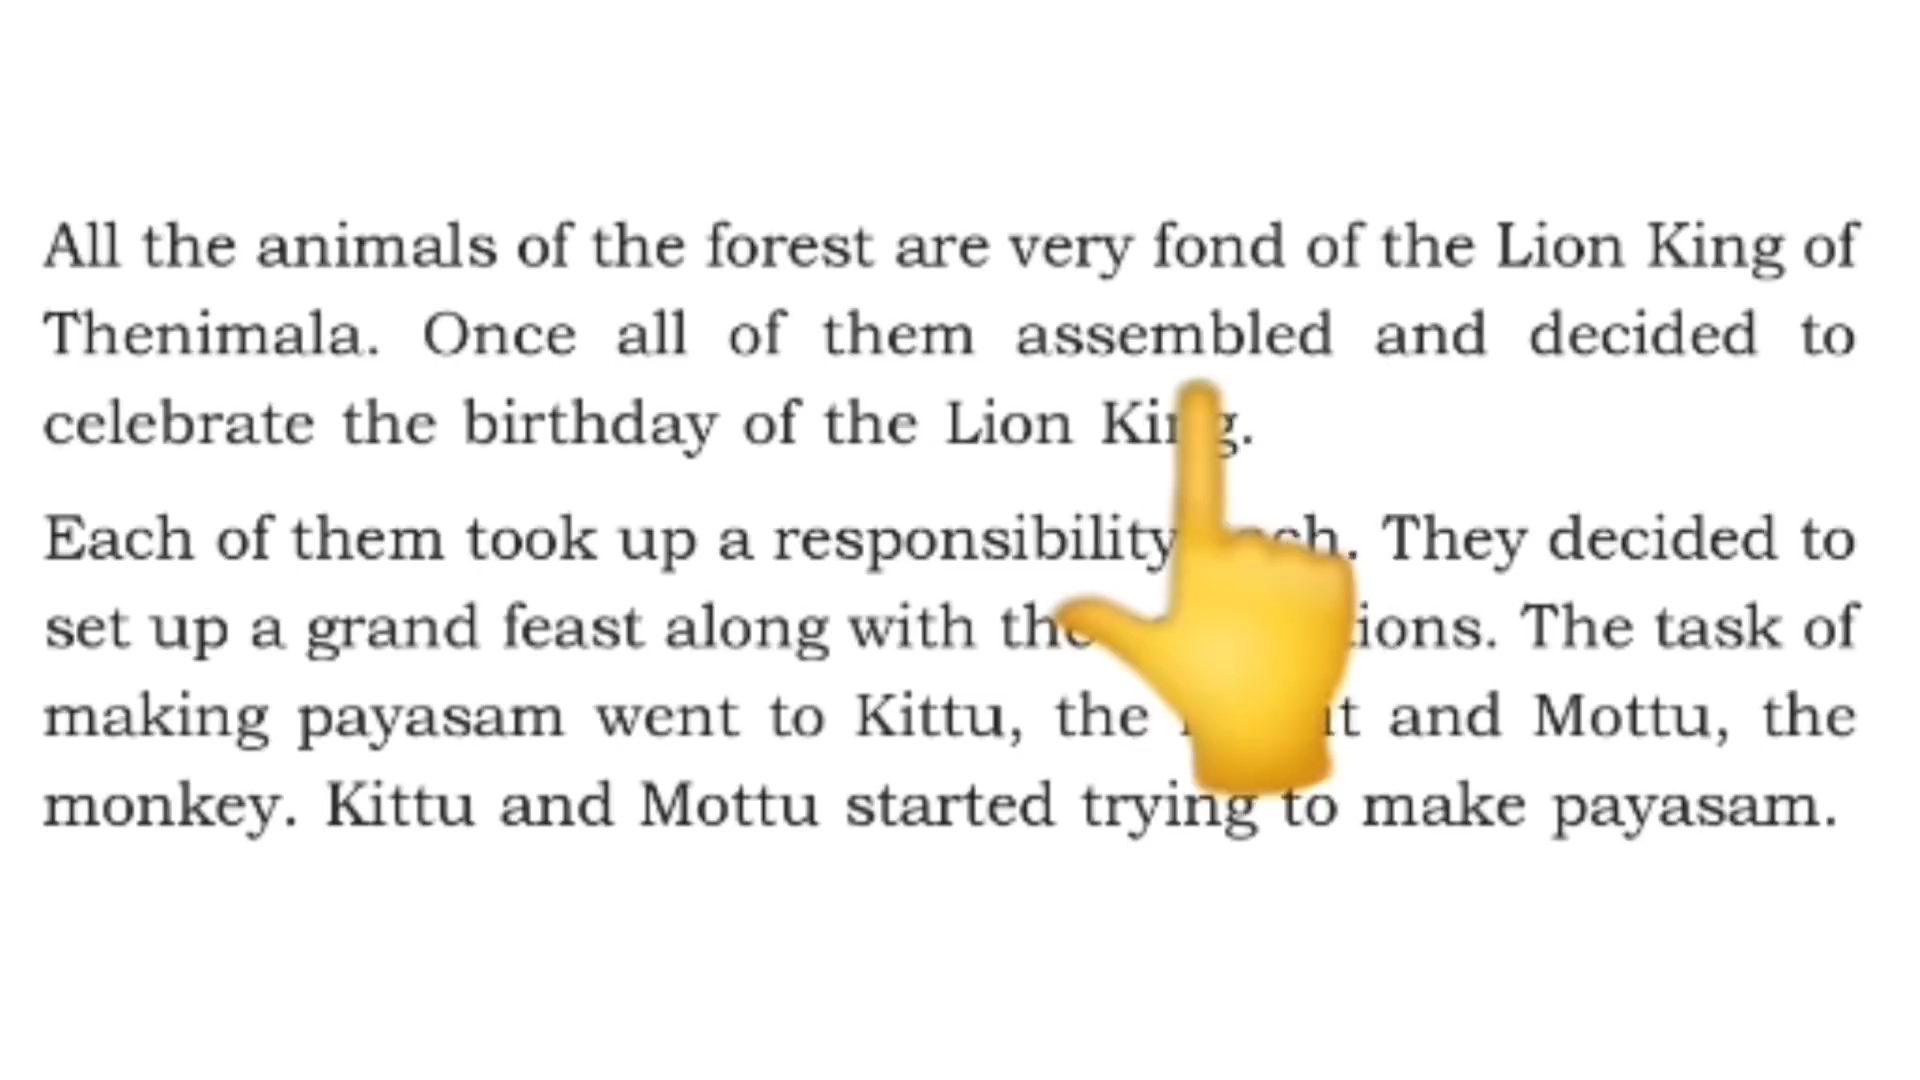 All the animals of the forest are very fond of the Lion King of
Thenimala. Once all of them assembled and decided to
celebrate the birthday of the Lion King.
Each of them took up a responsibility each. They decided to
set up a grand feast along with the The task of
making payasam went to Kittu, the and Mottu, the
monkey. Kittu and Mottu started trying to make payasam.